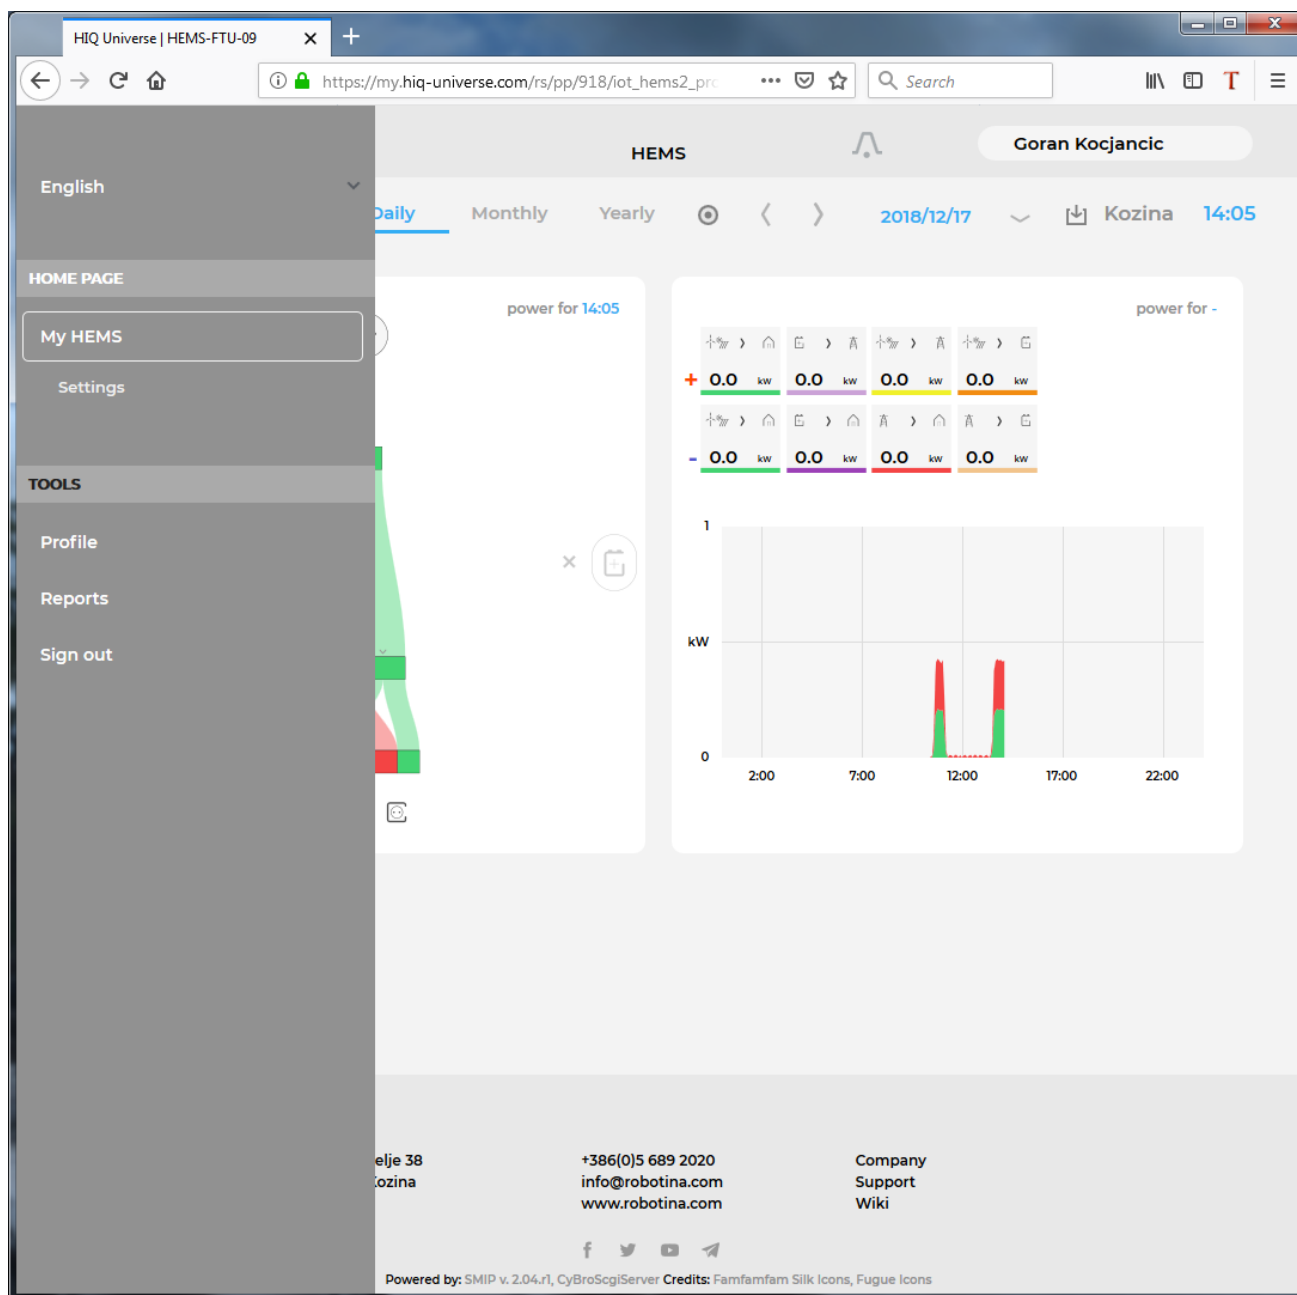 HIQ Universe | HEMS-FTU-09
https://my.hiq-universe.com/rs/pp/918/iot_hems2_pro
Search
HEMS
Goran Kocjancic
English
Daily Monthly Yearly 2018/12/17 Kozina 14:05
HOME PAGE
My HEMS
Settings
TOOLS
Profile
Reports
Sign out
power for 14:05
power for -
+ 0.0 kw 0.0 kw 0.0 kw 0.0 kw
- 0.0 kw 0.0 kw 0.0 kw 0.0 kw
1
kW
0
2:00 7:00 12:00 17:00 22:00
elje 38
ozina
+386(0)5 689 2020
info@robotina.com
www.robotina.com
Company
Support
Wiki
Powered by: SMIP v. 2.04.r1, CyBroScgiServer Credits: Famfamfam Silk Icons, Fugue Icons